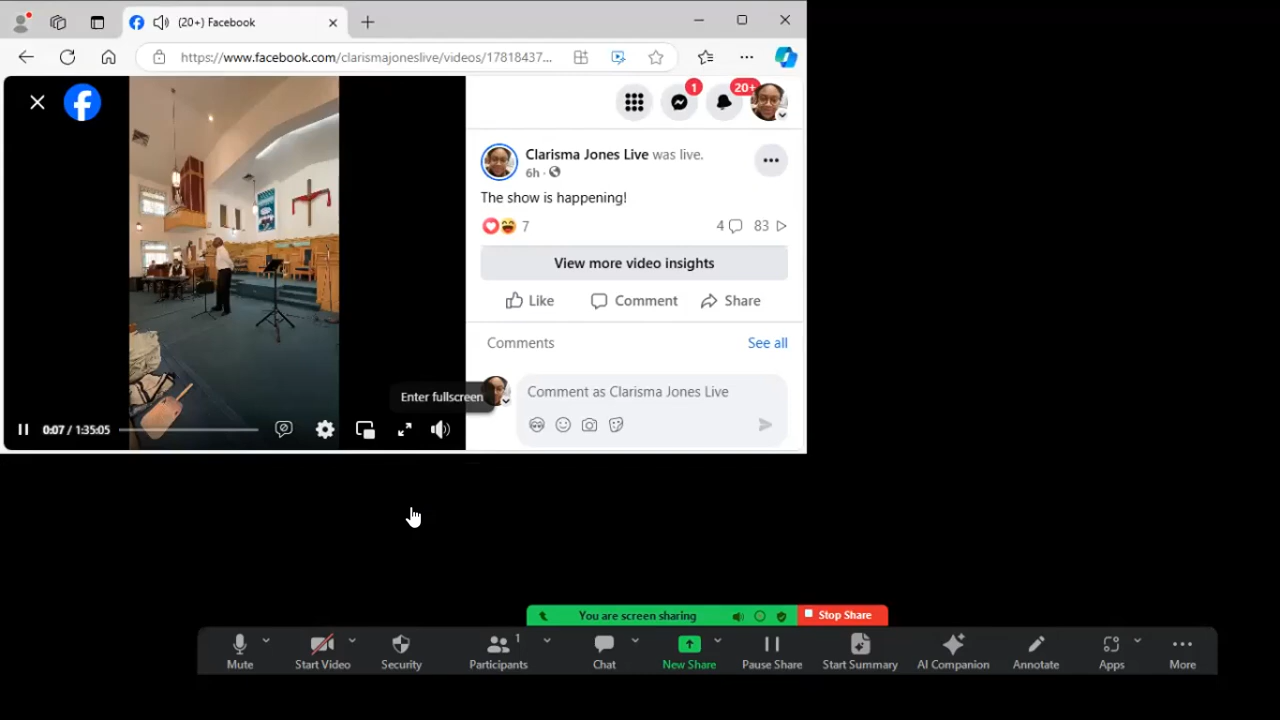 (20+) Facebook
https://www.facebook.com/clarismajoneslive/videos/17818437...
1
20+
Clarisma Jones Live was live.
6h ·
The show is happening!
7
4
83
View more video insights
Like
Comment
Share
Comments
See all
Enter fullscreen
Comment as Clarisma Jones Live
0:07 / 1:35:05
You are screen sharing
Stop Share
1
Mute
Start Video
Security
Participants
Chat
New Share
Pause Share
Start Summary
AI Companion
Annotate
Apps
More